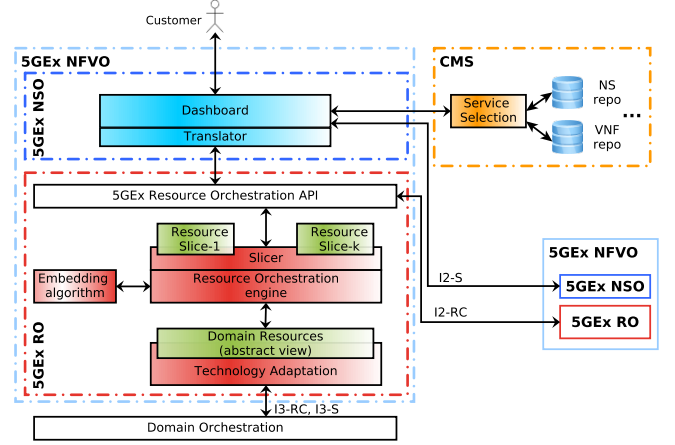 Customer
5GEx NFVO
5GEx NSO
Dashboard
Translator
CMS
Service
Selection
NS
repo
VNF
repo
...
5GEx RO
5GEx Resource Orchestration API
Resource
Slice-1
Resource
Slice-k
Slicer
Resource Orchestration
engine
Embedding
algorithm
Domain Resources
(abstract view)
Technology Adaptation
I3-RC, I3-S
Domain Orchestration
I2-S
I2-RC
5GEx NFVO
5GEx NSO
5GEx RO